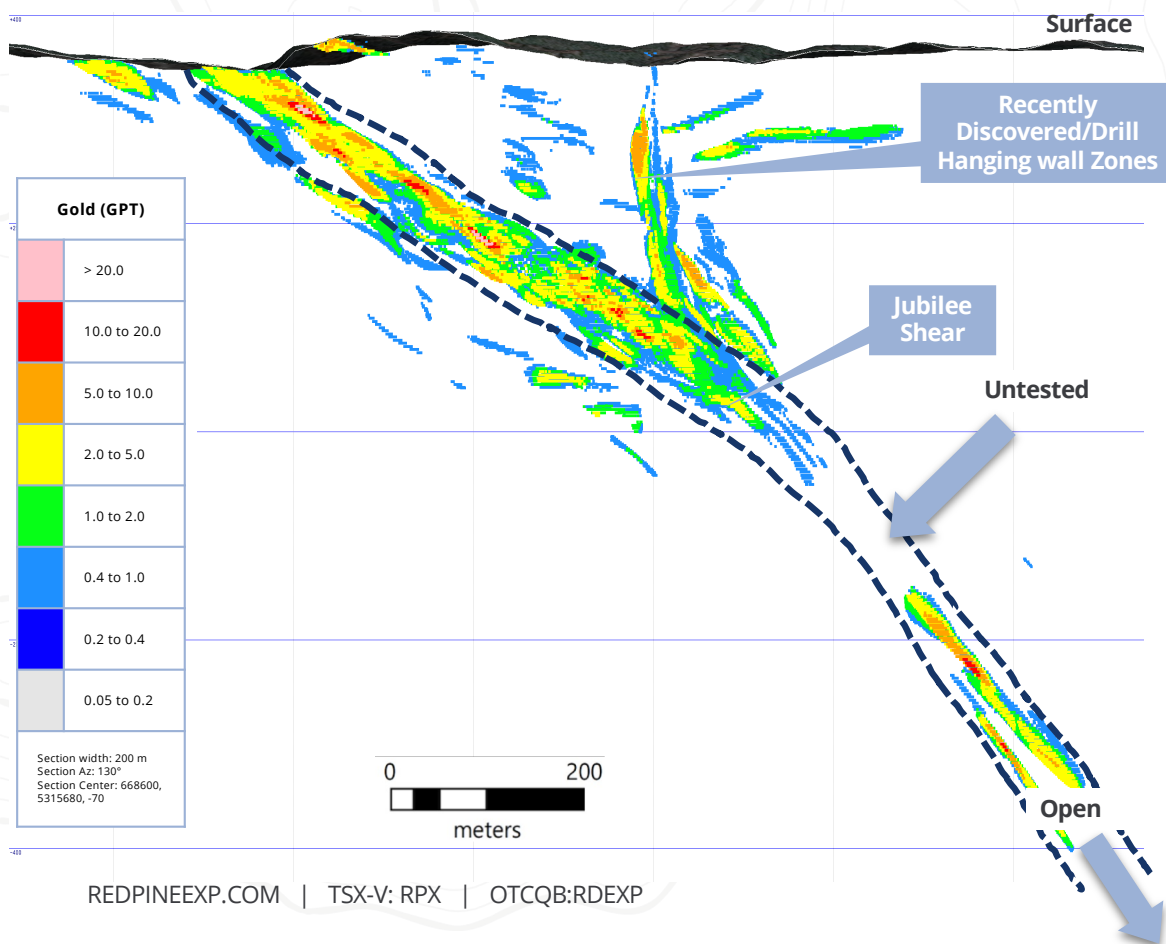 +400
Surface
Recently
Discovered/Drill
Hanging wall Zones
Gold (GPT)
> 20.0
10.0 to 20.0
5.0 to 10.0
2.0 to 5.0
1.0 to 2.0
0.4 to 1.0
0.2 to 0.4
0.05 to 0.2
Section width: 200 m
Section Az: 130°
Section Center: 668600,
5315680, -70
Jubilee
Shear
Untested
0 200
meters
Open
-400
REDPINEEXP.COM | TSX-V: RPX | OTCQB:RDEXP